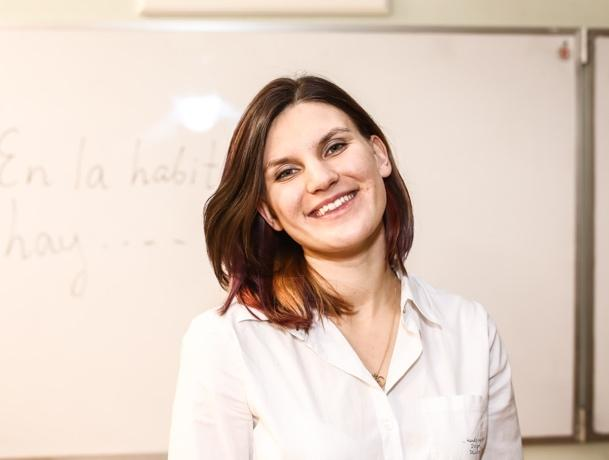 En la habit
hay....--